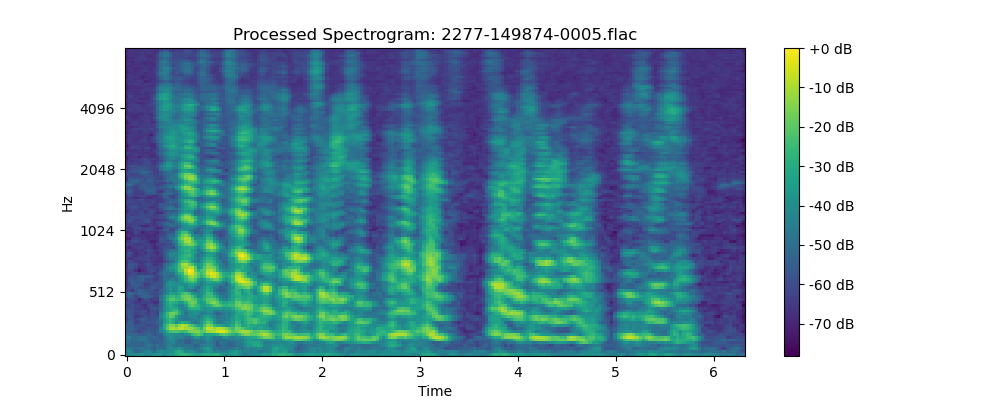 Processed Spectrogram: 2277-149874-0005.flac
Hz
4096
2048
1024
512
0
0 1 2 3 4 5 6
Time
+0 dB
-10 dB
-20 dB
-30 dB
-40 dB
-50 dB
-60 dB
-70 dB